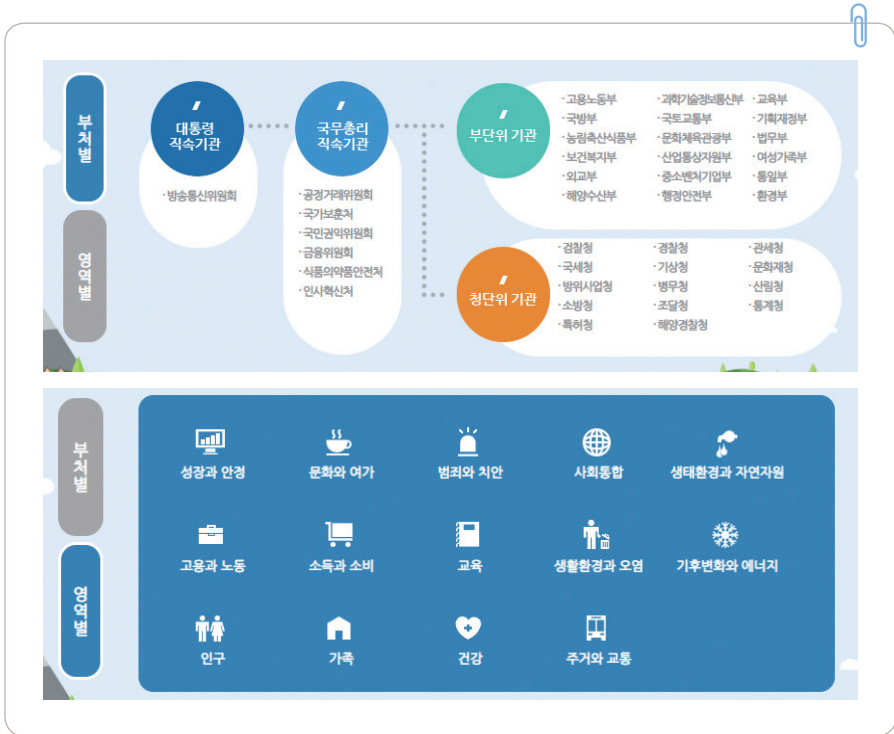 부처별
영역별
대통령
직속기관
·방송통신위원회
국무총리
직속기관
·공정거래위원회
·국가보훈처
·국민권익위원회
·금융위원회
·식품의약품안전처
·인사혁신처
부단위 기관
·고용노동부 ·과학기술정보통신부 ·교육부
·국방부 ·국토교통부 ·기획재정부
·농림축산식품부 ·문화체육관광부 ·법무부
·보건복지부 ·산업통상자원부 ·여성가족부
·외교부 ·중소벤처기업부 ·통일부
·해양수산부 ·행정안전부 ·환경부
청단위 기관
·검찰청 ·경찰청 ·관세청
·국세청 ·기상청 ·문화재청
·방위사업청 ·병무청 ·산림청
·소방청 ·조달청 ·통계청
·특허청 ·해양경찰청
부처별
영역별
성장과 안정 문화와 여가 범죄와 치안 사회통합 생태환경과 자연자원
고용과 노동 소득과 소비 교육 생활환경과 오염 기후변화와 에너지
인구 가족 건강 주거와 교통